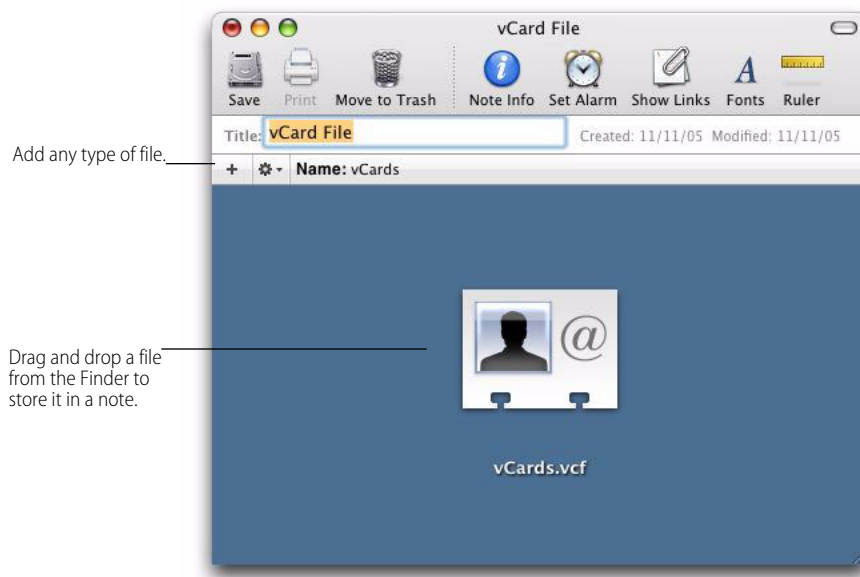 vCard File
Save Print Move to Trash Note Info Set Alarm Show Links Fonts Ruler
Title: vCard File Created: 11/11/05 Modified: 11/11/05
Add any type of file.
+ Name: vCards
@
Drag and drop a file
from the Finder to
store it in a note.
vCards.vcf